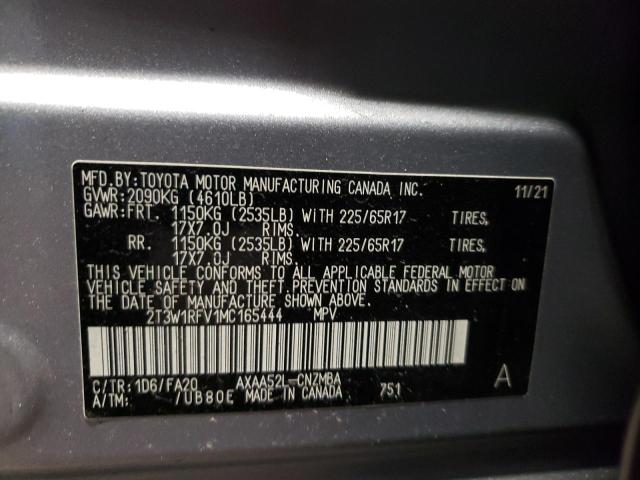 MFD.BY:TOYOTA MOTOR MANUFACTURING CANADA INC. 11/21
GVWR:2090KG (4610LB)
GAWR:FRT. 1150KG (2535LB) WITH 225/65R17 TIRES,
17X7.0J RIMS.
RR. 1150KG (2535LB) WITH 225/65R17 TIRES,
17X7.0J RIMS.
THIS VEHICLE CONFORMS TO ALL APPLICABLE FEDERAL MOTOR
VEHICLE SAFETY AND THEFT PREVENTION STANDARDS IN EFFECT ON
THE DATE OF MANUFACTURE SHOWN ABOVE.
2T3W1RFV1MC165444 MPV
C/TR:1D6/FA20 AXAA52L-CNZMBA 751 A
A/TM: /UB80E MADE IN CANADA